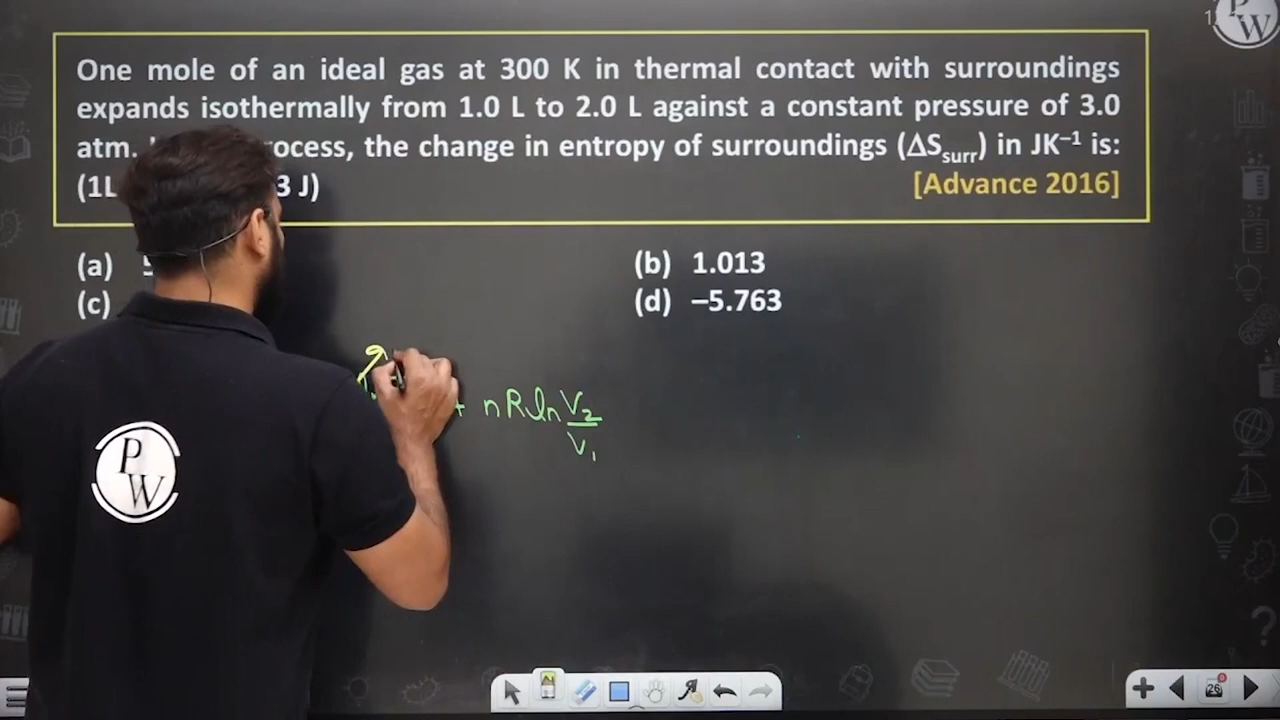 P
W
One mole of an ideal gas at 300 K in thermal contact with surroundings
expands isothermally from 1.0 L to 2.0 L against a constant pressure of 3.0
atm. rocess, the change in entropy of surroundings (ΔSsurr) in JK⁻¹ is:
(1L 3 J) [Advance 2016]
(a) (b) 1.013
(c) (d) –5.763
+ nRln V₂
V₁
P
W
26